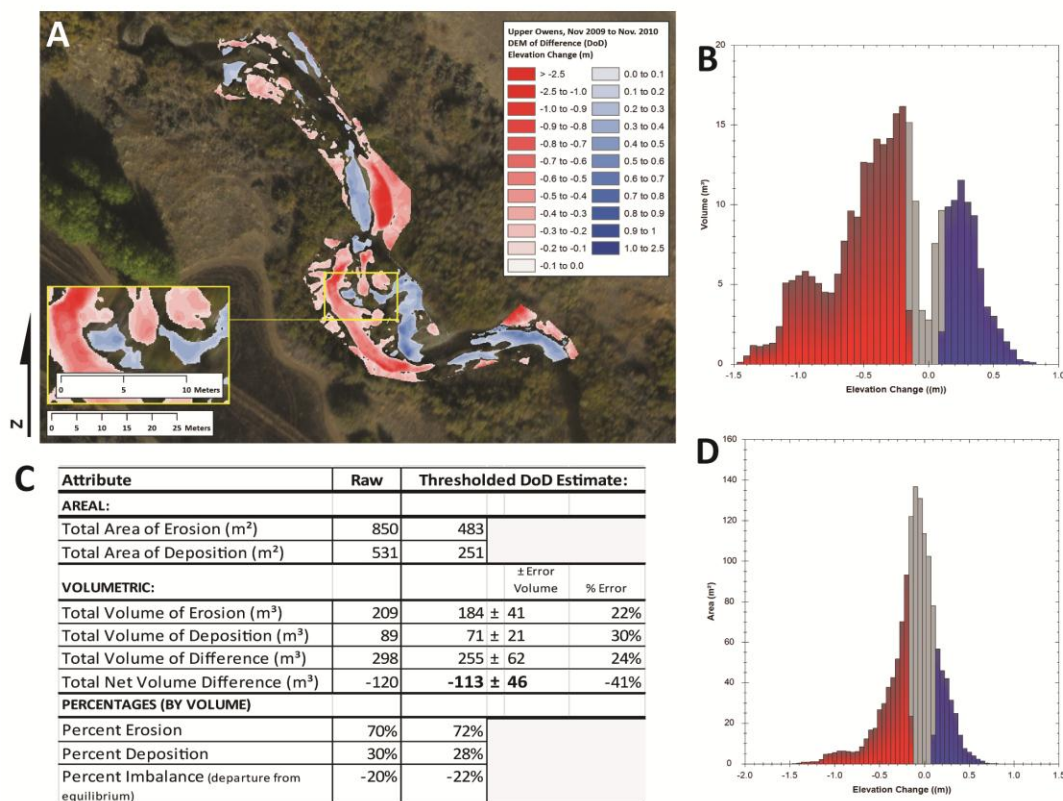 A
Upper Owens, Nov 2009 to Nov. 2010
DEM of Difference (DoD)
Elevation Change (m)
> -2.5
-2.5 to -1.0
-1.0 to -0.9
-0.9 to -0.8
-0.8 to -0.7
-0.7 to -0.6
-0.6 to -0.5
-0.5 to -0.4
-0.4 to -0.3
-0.3 to -0.2
-0.2 to -0.1
-0.1 to 0.0
0.0 to 0.1
0.1 to 0.2
0.2 to 0.3
0.3 to 0.4
0.4 to 0.5
0.5 to 0.6
0.6 to 0.7
0.7 to 0.8
0.8 to 0.9
0.9 to 1
1.0 to 2.5
0 5 10 Meters
0 5 10 15 20 25 Meters
N
B
20
15
10
5
0
Volume (m³)
-1.5 -1.0 -0.5 0.0 0.5 1.0
Elevation Change ((m)
C
Attribute Raw Thresholded DoD Estimate:
AREAL:
Total Area of Erosion (m²) 850 483
Total Area of Deposition (m²) 531 251
VOLUMETRIC: ± Error Volume % Error
Total Volume of Erosion (m³) 209 184 ± 41 22%
Total Volume of Deposition (m³) 89 71 ± 21 30%
Total Volume of Difference (m³) 298 255 ± 62 24%
Total Net Volume Difference (m³) -120 -113 ± 46 -41%
PERCENTAGES (BY VOLUME)
Percent Erosion 70% 72%
Percent Deposition 30% 28%
Percent Imbalance (departure from equilibrium) -20% -22%
D
160
140
120
100
80
60
40
20
0
Area (m²)
-2.0 -1.5 -1.0 -0.5 0.0 0.5 1.0 1.5
Elevation Change ((m)